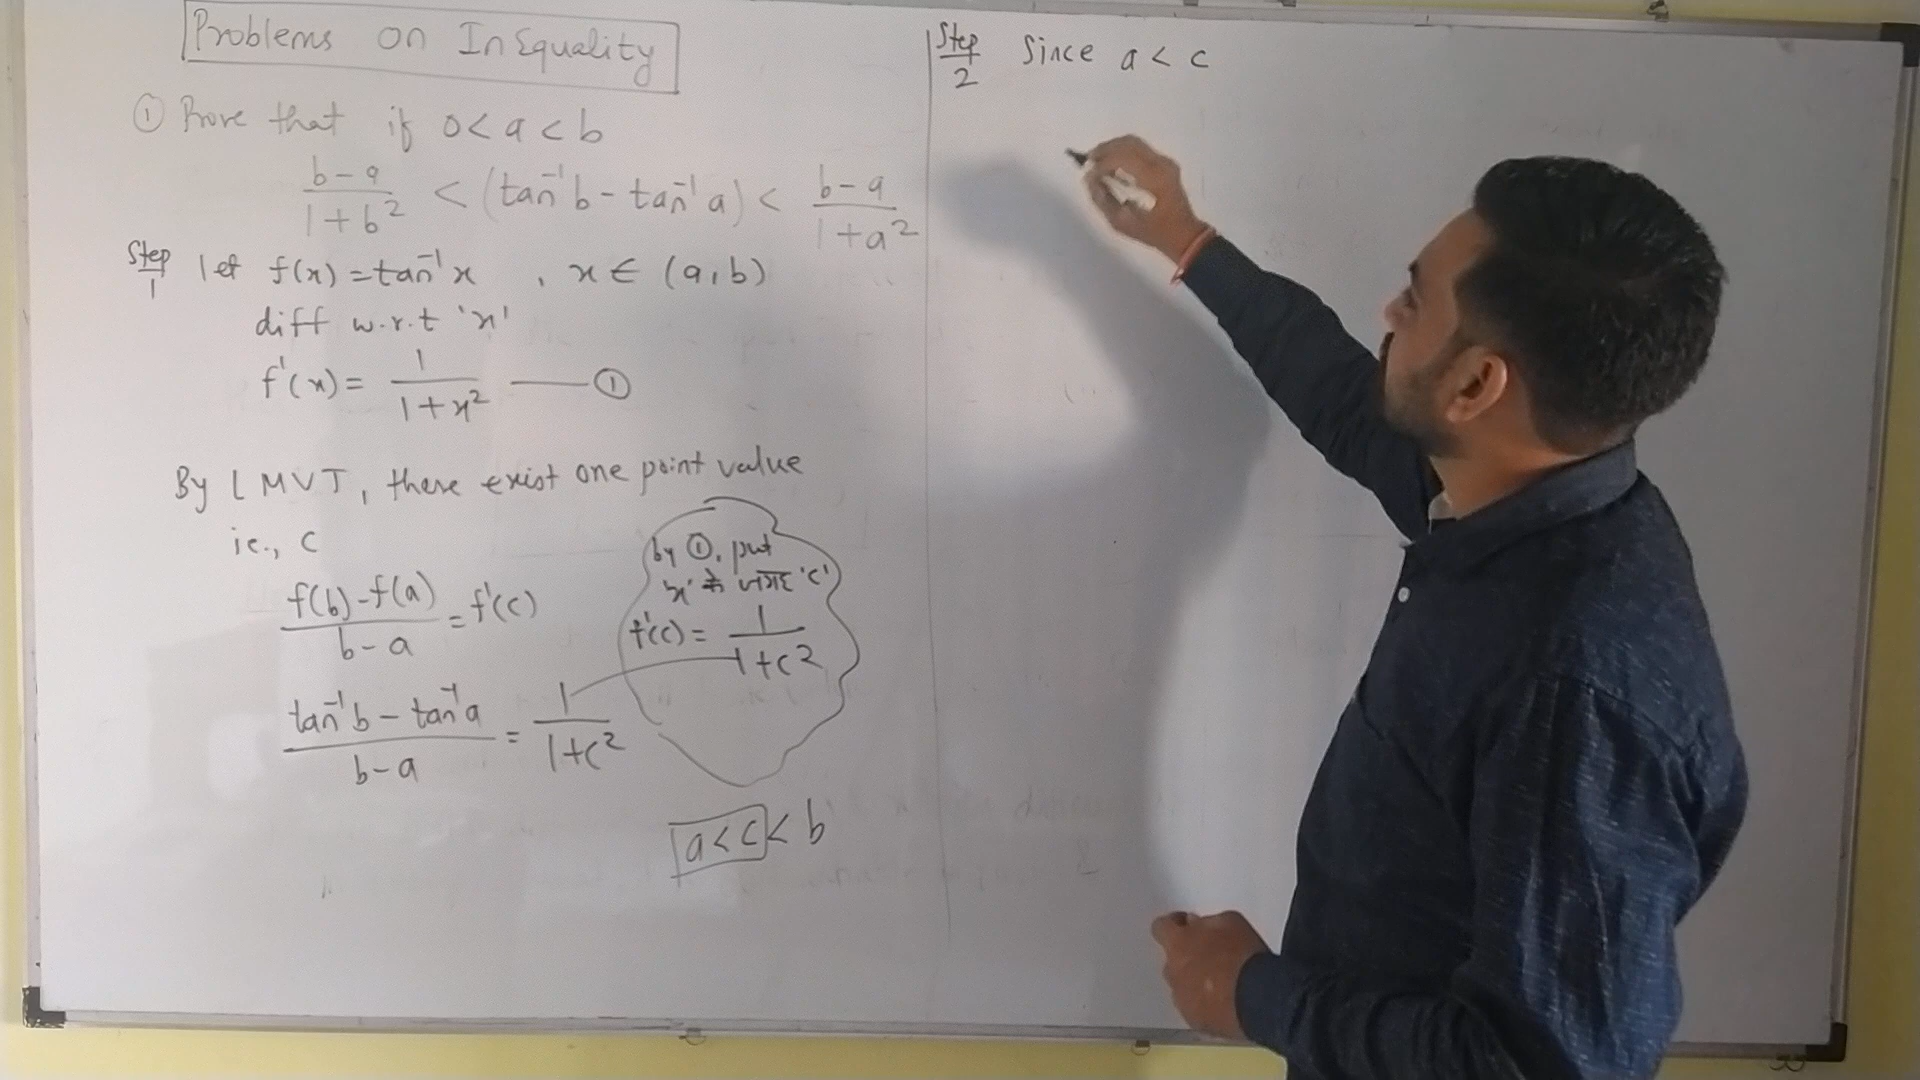 Problems on InEquality
① Prove that if 0<a<b
b-a/1+b² < (tan⁻¹b - tan⁻¹a) < b-a/1+a²
Step 1 let f(x)=tan⁻¹x , x∈ (a,b)
diff w.r.t 'x'
f'(x)= 1/1+x² —— ①
By LMVT, there exist one point value
ie., c
f(b)-f(a)/b-a = f'(c)
tan⁻¹b - tan⁻¹a/b-a = 1/1+c²
by ①, put
'x' के जगह 'c'
f'(c)= 1/1+c²
a<c< b
Step 2 Since a < c